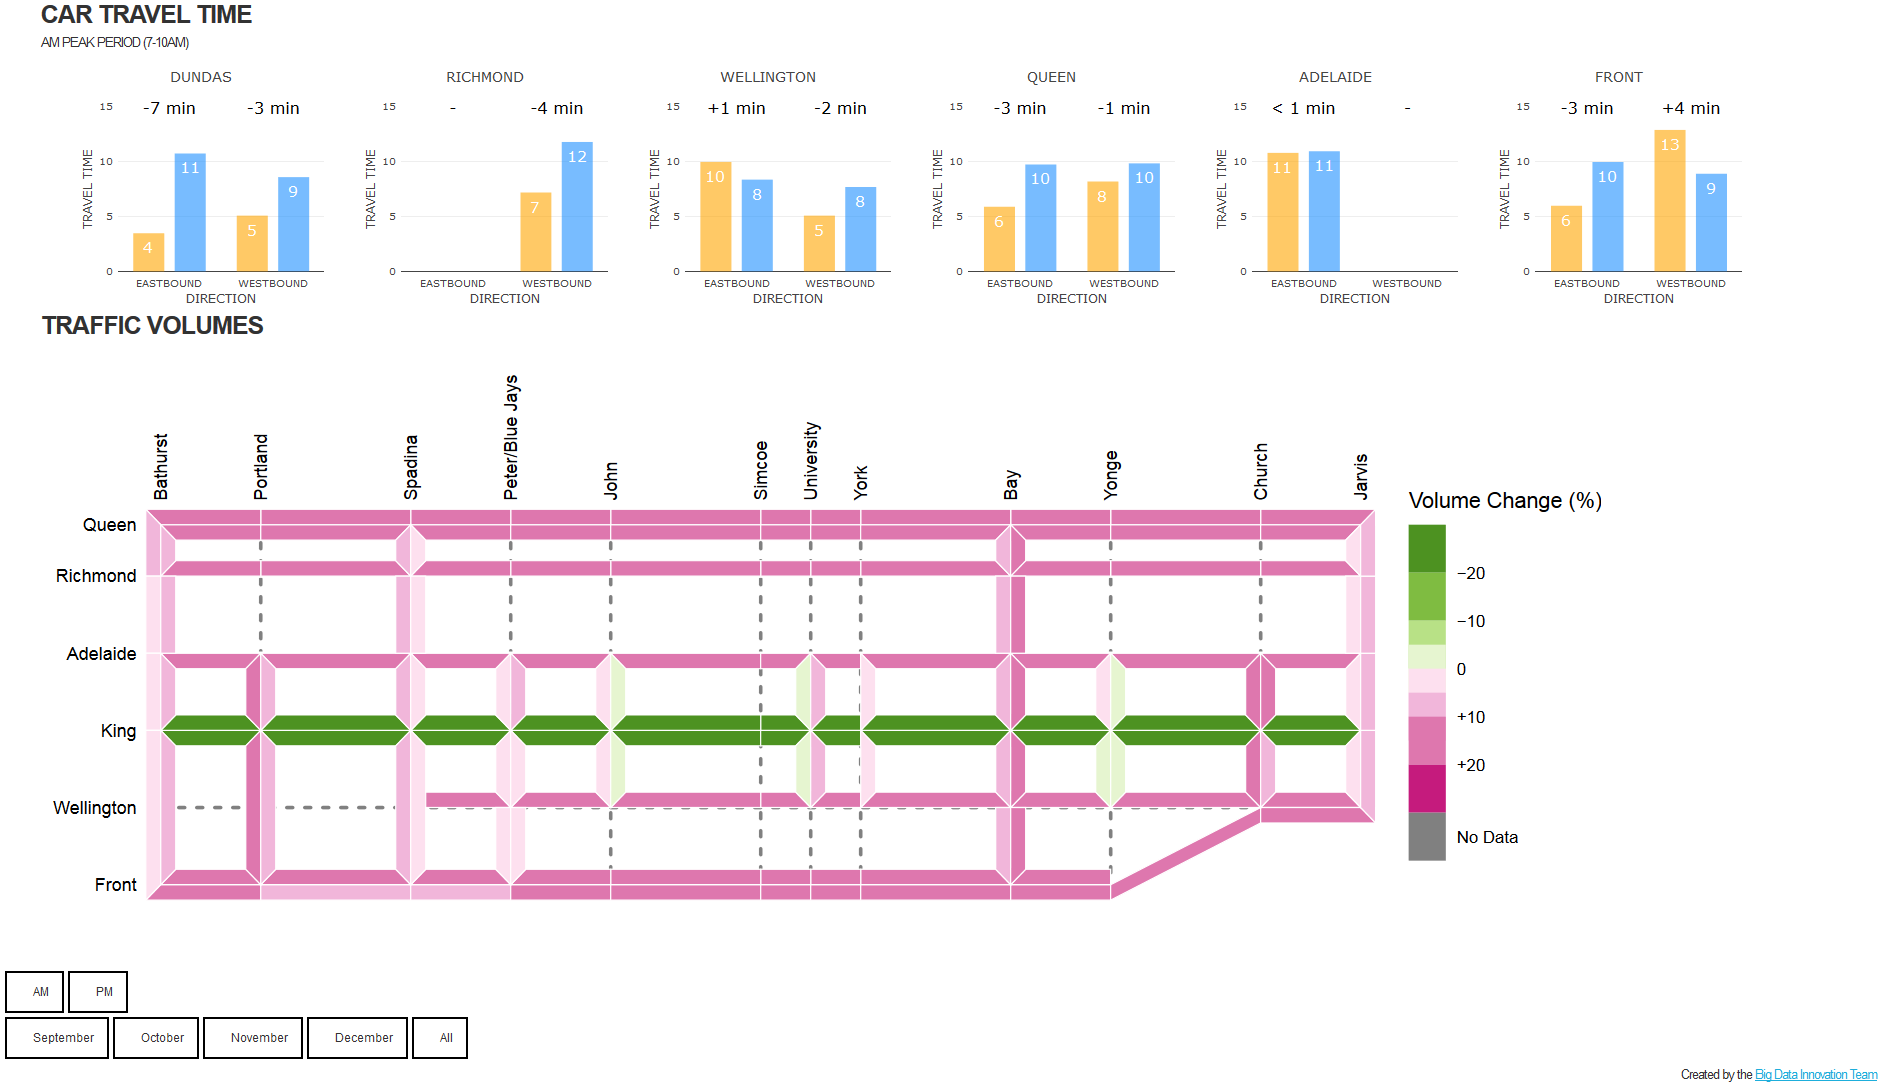 CAR TRAVEL TIME
AM PEAK PERIOD (7-10AM)
DUNDAS
15 -7 min -3 min
10
5
0
TRAVEL TIME
4 11 5 9
EASTBOUND WESTBOUND
DIRECTION
RICHMOND
15 - -4 min
10
5
0
TRAVEL TIME
7 12
EASTBOUND WESTBOUND
DIRECTION
WELLINGTON
15 +1 min -2 min
10
5
0
TRAVEL TIME
10 8 5 8
EASTBOUND WESTBOUND
DIRECTION
QUEEN
15 -3 min -1 min
10
5
0
TRAVEL TIME
6 10 8 10
EASTBOUND WESTBOUND
DIRECTION
ADELAIDE
15 < 1 min -
10
5
0
TRAVEL TIME
11 11
EASTBOUND WESTBOUND
DIRECTION
FRONT
15 -3 min +4 min
10
5
0
TRAVEL TIME
6 10 13 9
EASTBOUND WESTBOUND
DIRECTION
TRAFFIC VOLUMES
Bathurst
Portland
Spadina
Peter/Blue Jays
John
Simcoe
University
York
Bay
Yonge
Church
Jarvis
Queen
Richmond
Adelaide
King
Wellington
Front
Volume Change (%)
−20
−10
0
+10
+20
No Data
AM PM
September October November December All
Created by the Big Data Innovation Team